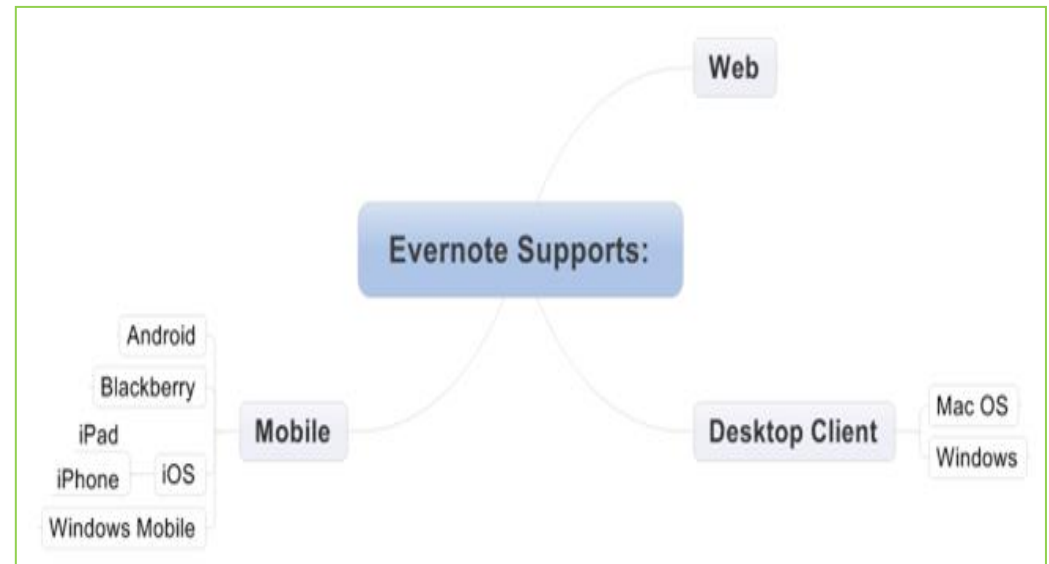 Web
Evernote Supports:
Android
Blackberry
Mobile
iPad
iPhone
iOS
Windows Mobile
Desktop Client
Mac OS
Windows